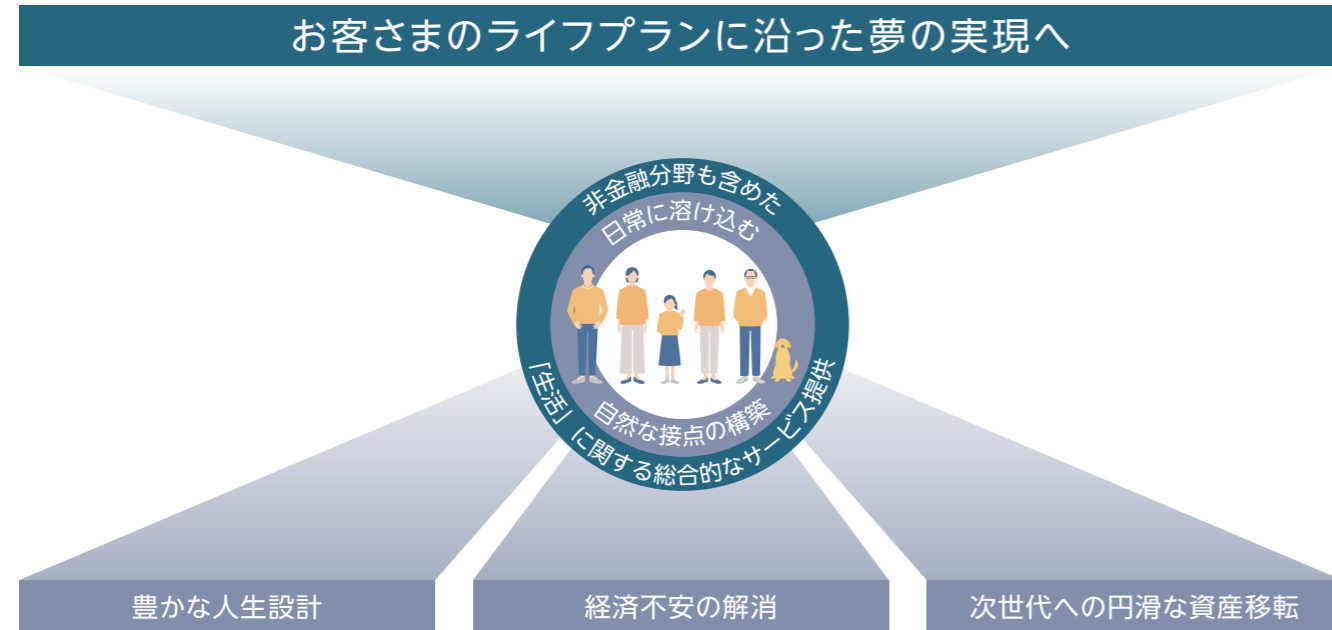 お客さまのライフプランに沿った夢の実現へ
非金融分野も含めた
日常に溶け込む
自然な接点の構築
「生活」に関する総合的なサービス提供
豊かな人生設計
経済不安の解消
次世代への円滑な資産移転